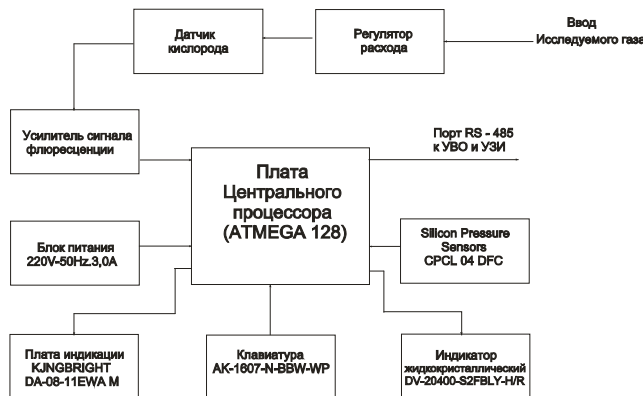 Датчик
кислорода
Регулятор
расхода
Ввод
Исследуемого газа
Усилитель сигнала
флюресценции
Порт RS - 485
к УВО и УЗИ
Плата
Центрального
процессора
(ATMEGA 128)
Блок питания
220V-50Hz.3,0A
Silicon Pressure
Sensors
CPCL 04 DFC
Плата индикации
KJNGBRIGHT
DA-08-11EWA M
Клавиатура
AK-1607-N-BBW-WP
Индикатор
жидкокристаллический
DV-20400-S2FBLY-H/R